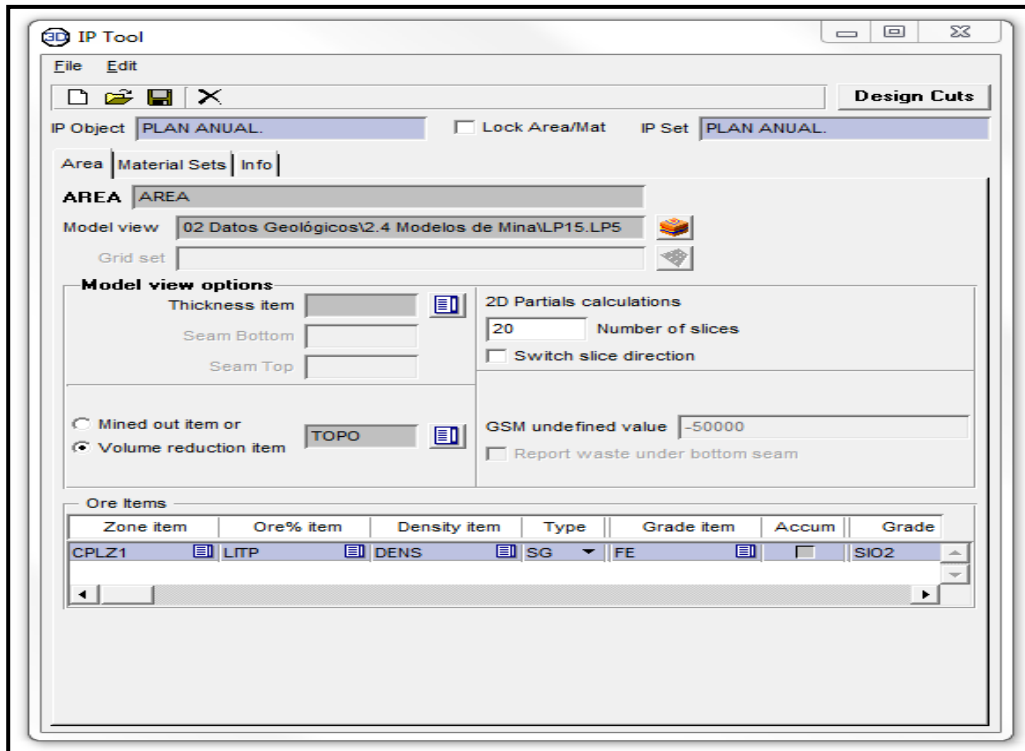 3D IP Tool
File Edit
Design Cuts
IP Object PLAN ANUAL. Lock Area/Mat IP Set PLAN ANUAL.
Area Material Sets Info
AREA AREA
Model view 02 Datos Geológicos\2.4 Modelos de Mina\LP15.LP5
Grid set
Model view options
Thickness item
2D Partials calculations
Seam Bottom
20 Number of slices
Seam Top
Switch slice direction
Mined out item or
Volume reduction item
TOPO
GSM undefined value -50000
Report waste under bottom seam
Ore Items
Zone item Ore% item Density item Type Grade item Accum Grade
CPLZ1 LITP DENS SG FE SIO2